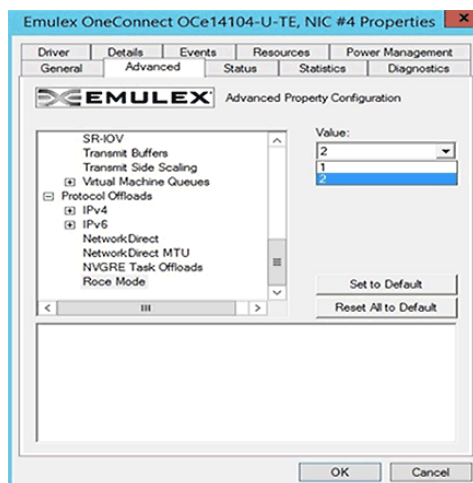 Emulex OneConnect OCe14104-U-TE, NIC #4 Properties
Driver Details Events Resources Power Management
General Advanced Status Statistics Diagnostics
EMULEX Advanced Property Configuration
Value:
2
1
2
SR-IOV
Transmit Buffers
Transmit Side Scaling
Virtual Machine Queues
Protocol Offloads
IPv4
IPv6
NetworkDirect
NetworkDirect MTU
NVGRE Task Offloads
Roce Mode
Set to Default
Reset All to Default
OK Cancel